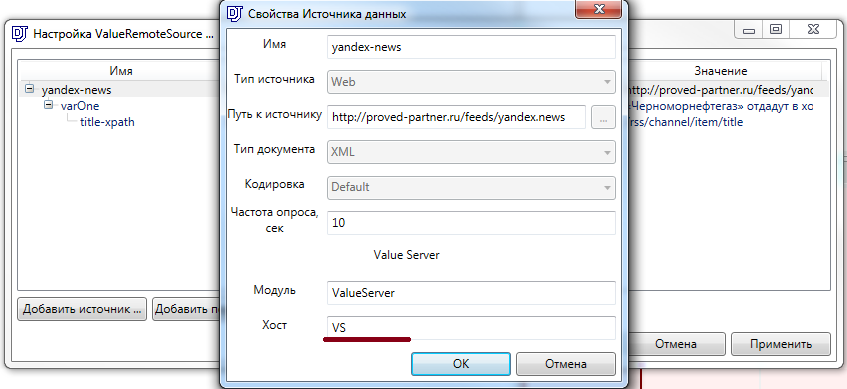 Свойства Источника данных
Имя
yandex-news
Тип источника
Web
Путь к источнику
http://proved-partner.ru/feeds/yandex.news
...
Тип документа
XML
Кодировка
Default
Частота опроса,
сек
10
Value Server
Модуль
ValueServer
Хост
VS
OK
Отмена
Настройка ValueRemoteSource ...
Имя
Значение
yandex-news
http://proved-partner.ru/feeds/yand
varOne
«Черноморнефтегаз» отдадут в хо
title-xpath
rss/channel/item/title
Добавить источник ...
Добавить
Отмена
Применить